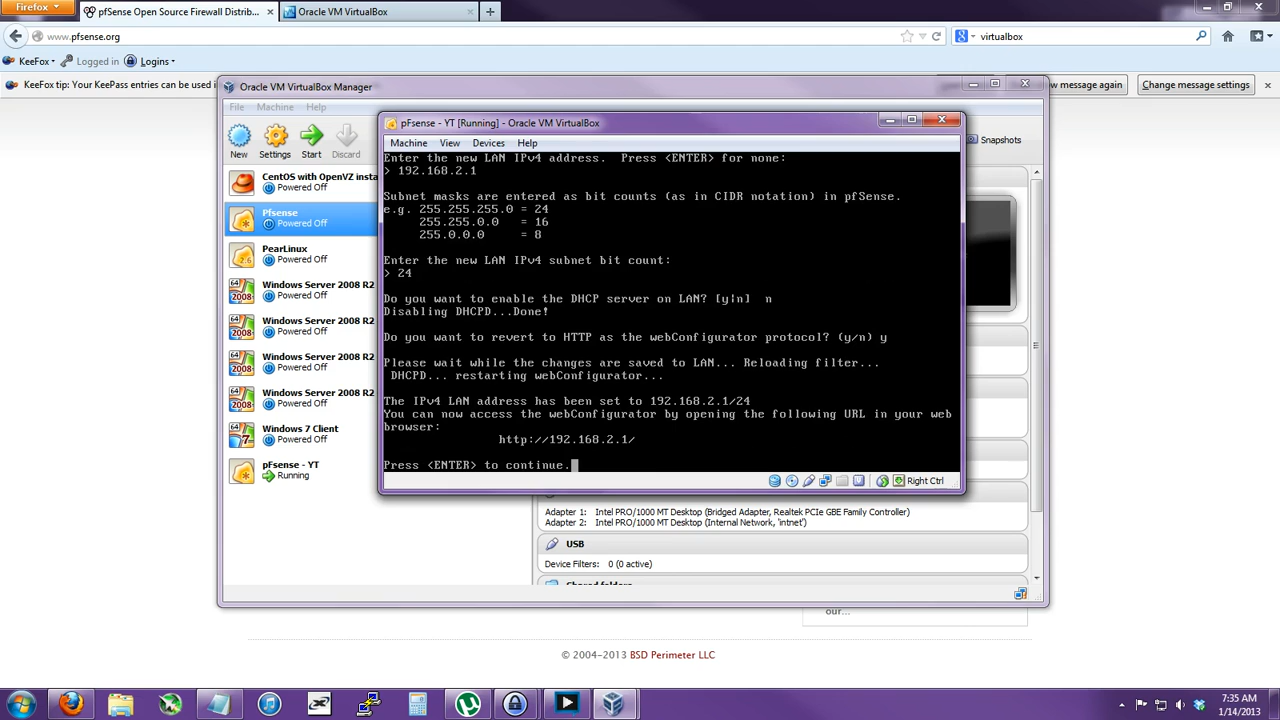 Firefox
pfSense Open Source Firewall Distrib...
Oracle VM VirtualBox
www.pfsense.org
virtualbox
KeeFox
Logged in
Logins
KeeFox tip: Your KeePass entries can be used i
w message again
Change message settings
Oracle VM VirtualBox Manager
File Machine Help
New Settings Start Discard
Snapshots
CentOS with OpenVZ insta
Powered Off
Pfsense
Powered Off
PearLinux
Powered Off
Windows Server 2008 R2
Powered Off
Windows Server 2008 R2
Powered Off
Windows Server 2008 R2
Powered Off
Windows Server 2008 R2
Powered Off
Windows 7 Client
Powered Off
pFsense - YT
Running
pFsense - YT [Running] - Oracle VM VirtualBox
Machine View Devices Help
Enter the new LAN IPv4 address.  Press <ENTER> for none:
> 192.168.2.1
Subnet masks are entered as bit counts (as in CIDR notation) in pfSense.
e.g. 255.255.255.0 = 24
255.255.0.0 = 16
255.0.0.0 = 8
Enter the new LAN IPv4 subnet bit count:
> 24
Do you want to enable the DHCP server on LAN? [y|n]  n
Disabling DHCPD...Done!
Do you want to revert to HTTP as the webConfigurator protocol? (y/n) y
Please wait while the changes are saved to LAN... Reloading filter...
DHCPD... restarting webConfigurator...
The IPv4 LAN address has been set to 192.168.2.1/24
You can now access the webConfigurator by opening the following URL in your web
browser:
http://192.168.2.1/
Press <ENTER> to continue.
Right Ctrl
Adapter 1: Intel PRO/1000 MT Desktop (Bridged Adapter, Realtek PCIe GBE Family Controller)
Adapter 2: Intel PRO/1000 MT Desktop (Internal Network, 'intnet')
USB
Device Filters: 0 (0 active)
Shared folders
our...
© 2004-2013 BSD Perimeter LLC
7:35 AM
1/14/2013